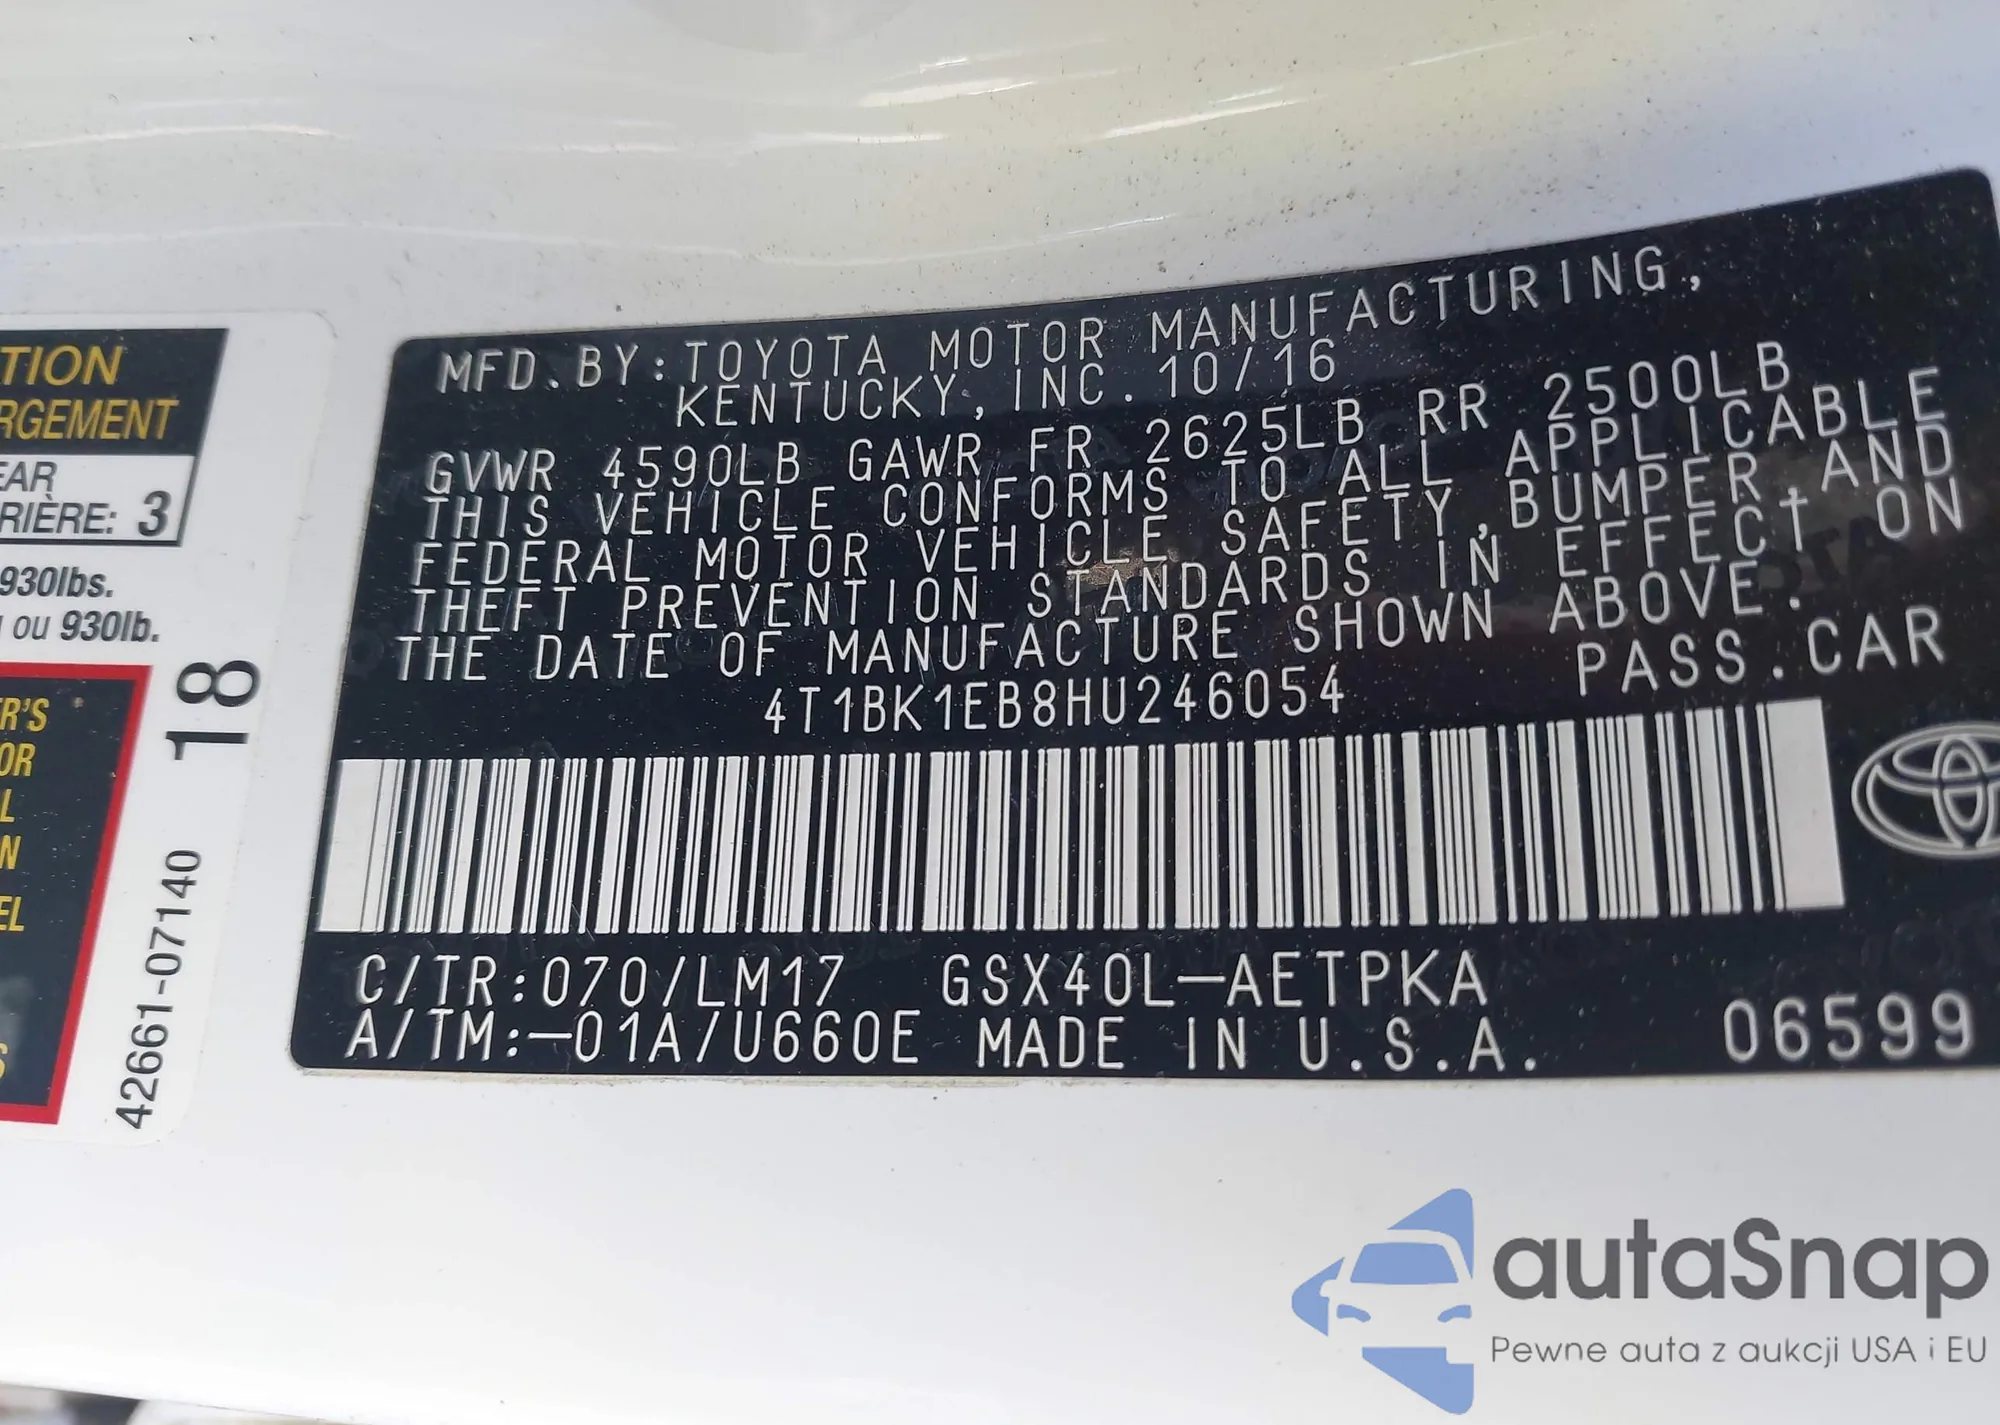 TION
RGEMENT
EAR
RIÈRE: 3
930lbs.
ou 930lb.
R'S
OR
L
N
EL
S
42661-07140 18
MFD.BY:TOYOTA MOTOR MANUFACTURING,
KENTUCKY, INC. 10/16
GVWR 4590LB GAWR FR 2625LB RR 2500LB
THIS VEHICLE CONFORMS TO ALL APPLICABLE
FEDERAL MOTOR VEHICLE SAFETY,BUMPER,AND
THEFT PREVENTION STANDARDS IN EFFECT ON
THE DATE OF MANUFACTURE SHOWN ABOVE.
4T1BK1EB8HU246054 PASS.CAR
C/TR:070/LM17 GSX40L-AETPKA
A/TM:-01A/U660E MADE IN U.S.A. 06599
autaSnap
Pewne auta z aukcji USA i EU